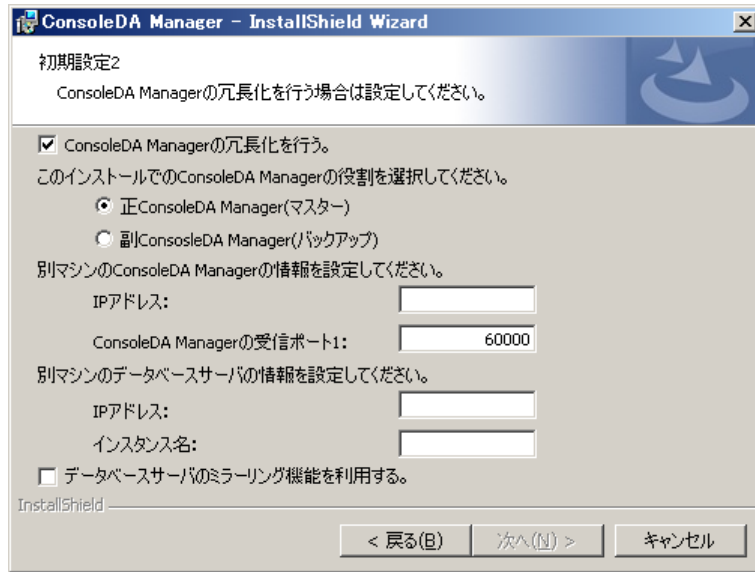 ConsoleDA Manager - InstallShield Wizard
初期設定2
ConsoleDA Managerの冗長化を行う場合は設定してください。
ConsoleDA Managerの冗長化を行う。
このインストールでのConsoleDA Managerの役割を選択してください。
正ConsoleDA Manager(マスター)
副ConsosleDA Manager(バックアップ)
別マシンのConsoleDA Managerの情報を設定してください。
IPアドレス:
ConsoleDA Managerの受信ポート1: 60000
別マシンのデータベースサーバの情報を設定してください。
IPアドレス:
インスタンス名:
データベースサーバのミラーリング機能を利用する。
InstallShield
< 戻る(B) 次へ(N) > キャンセル